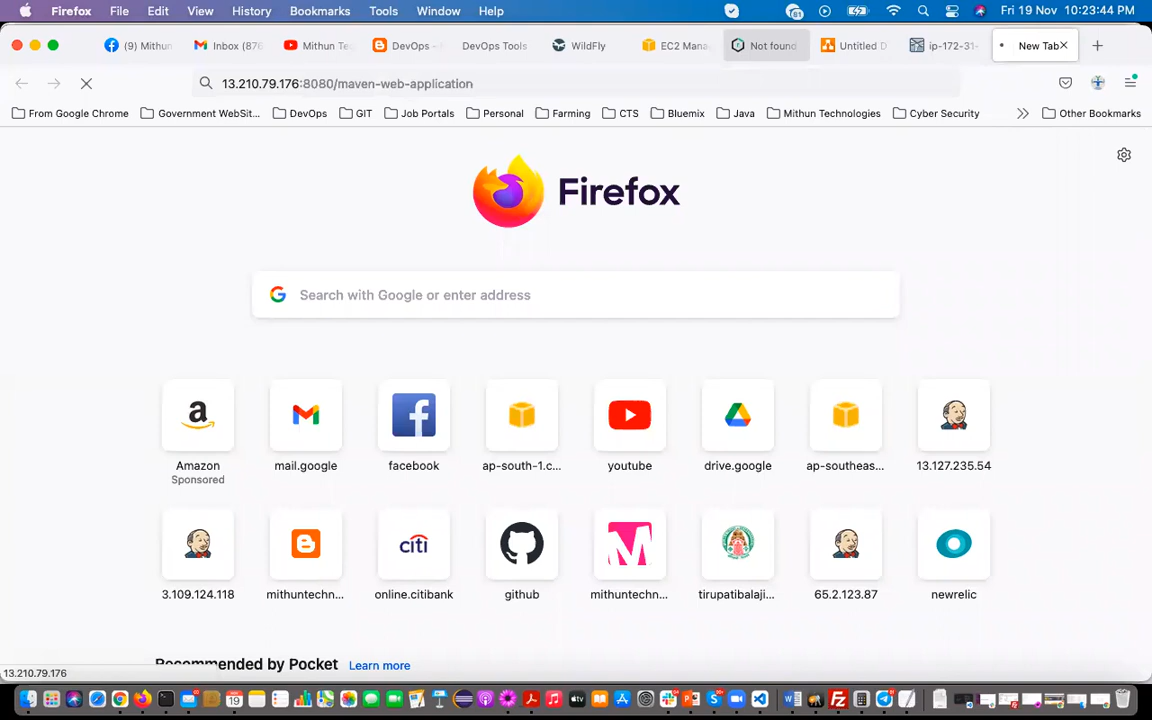 Firefox File Edit View History Bookmarks Tools Window Help Fri 19 Nov 10:23:44 PM
(9) Mithun Inbox (876 Mithun Te DevOps DevOps Tools WildFly EC2 Mana Not found Untitled D ip-172-31- New Tab
13.210.79.176:8080/maven-web-application
From Google Chrome Government WebSit... DevOps GIT Job Portals Personal Farming CTS Bluemix Java Mithun Technologies Cyber Security Other Bookmarks
Firefox
Search with Google or enter address
Amazon mail.google facebook ap-south-1.c... youtube drive.google ap-southeas... 13.127.235.54
Sponsored
3.109.124.118 mithuntechn... online.citibank github mithuntechn... tirupatibalaji... 65.2.123.87 newrelic
citi
Recommended by Pocket Learn more
13.210.79.176